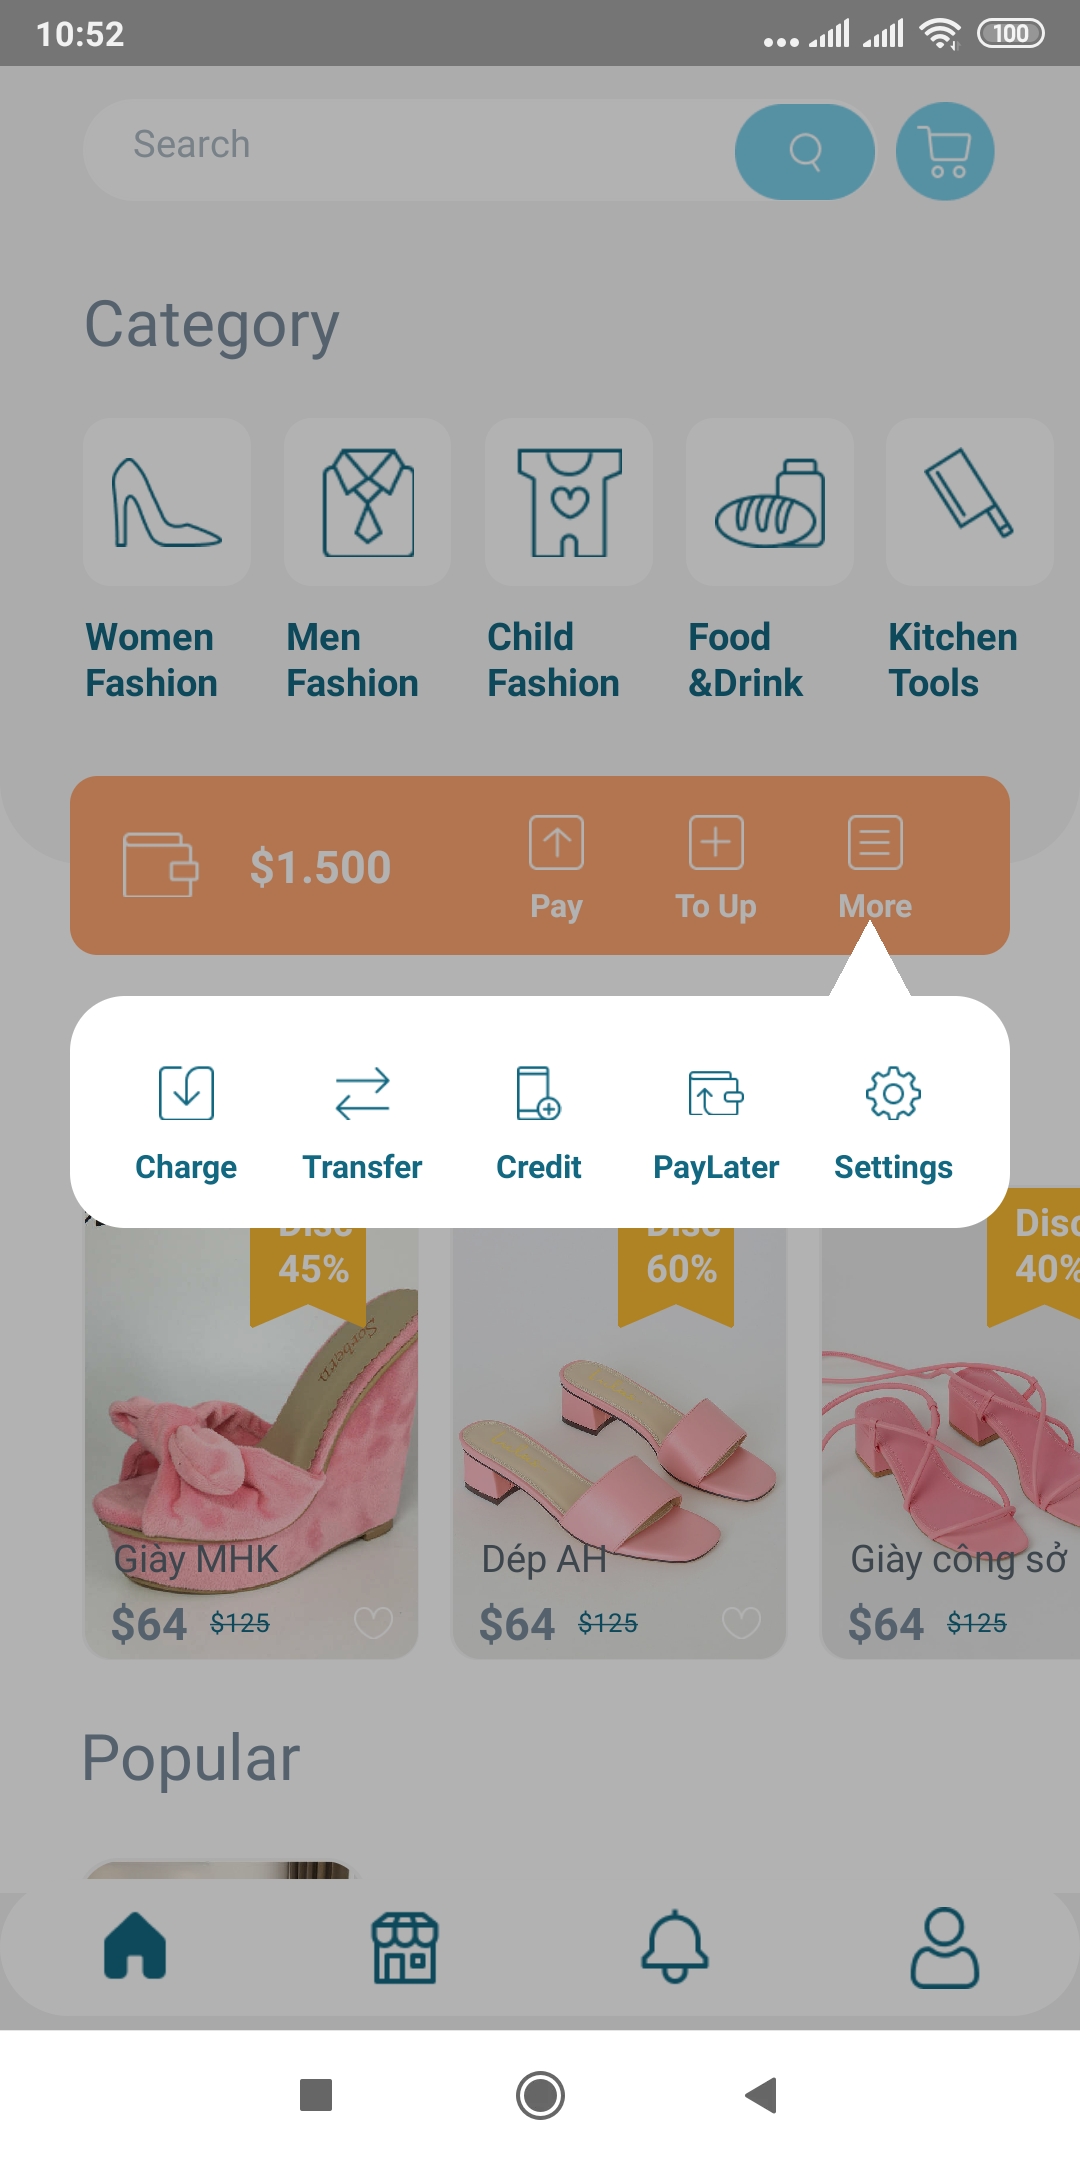 10:52
100
Search
Category
Women
Fashion
Men
Fashion
Child
Fashion
Food
&Drink
Kitchen
Tools
$1.500
Pay
To Up
More
Charge
Transfer
Credit
PayLater
Settings
Disc
45%
Disc
60%
Disc
40%
Giày MHK
$64 $125
Dép AH
$64 $125
Giày công sở
$64 $125
Popular